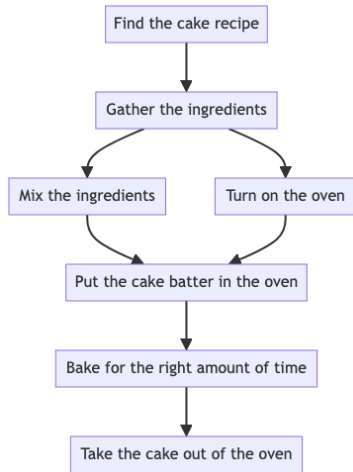 Find the cake recipe
Gather the ingredients
Mix the ingredients
Turn on the oven
Put the cake batter in the oven
Bake for the right amount of time
Take the cake out of the oven